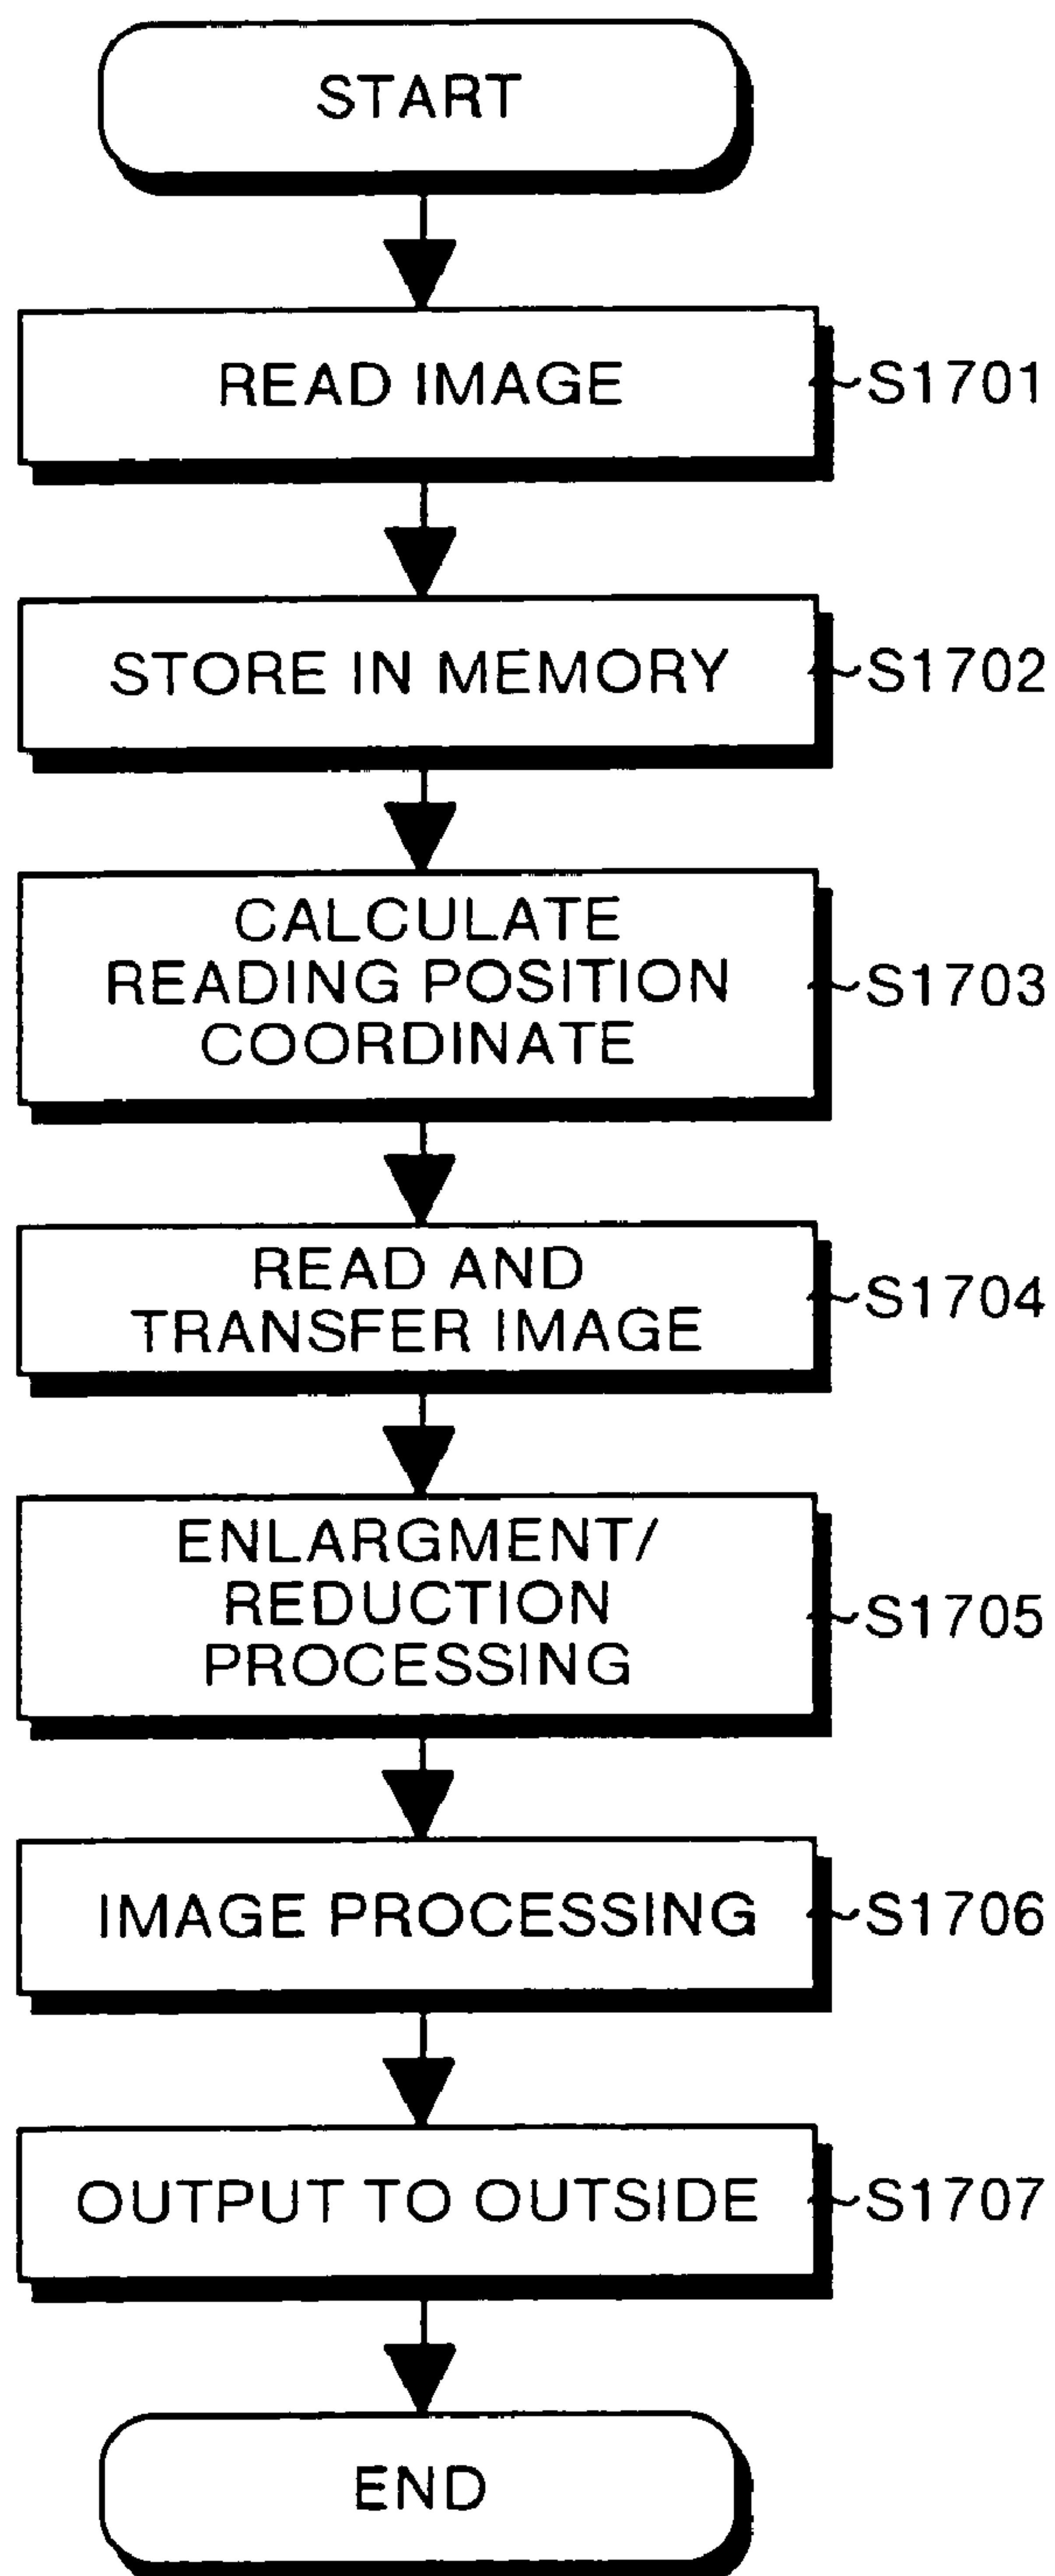 START
READ IMAGE
S1701
STORE IN MEMORY
S1702
CALCULATE
READING POSITION
COORDINATE
S1703
READ AND
TRANSFER IMAGE
S1704
ENLARGMENT/
REDUCTION
PROCESSING
S1705
IMAGE PROCESSING
S1706
OUTPUT TO OUTSIDE
S1707
END